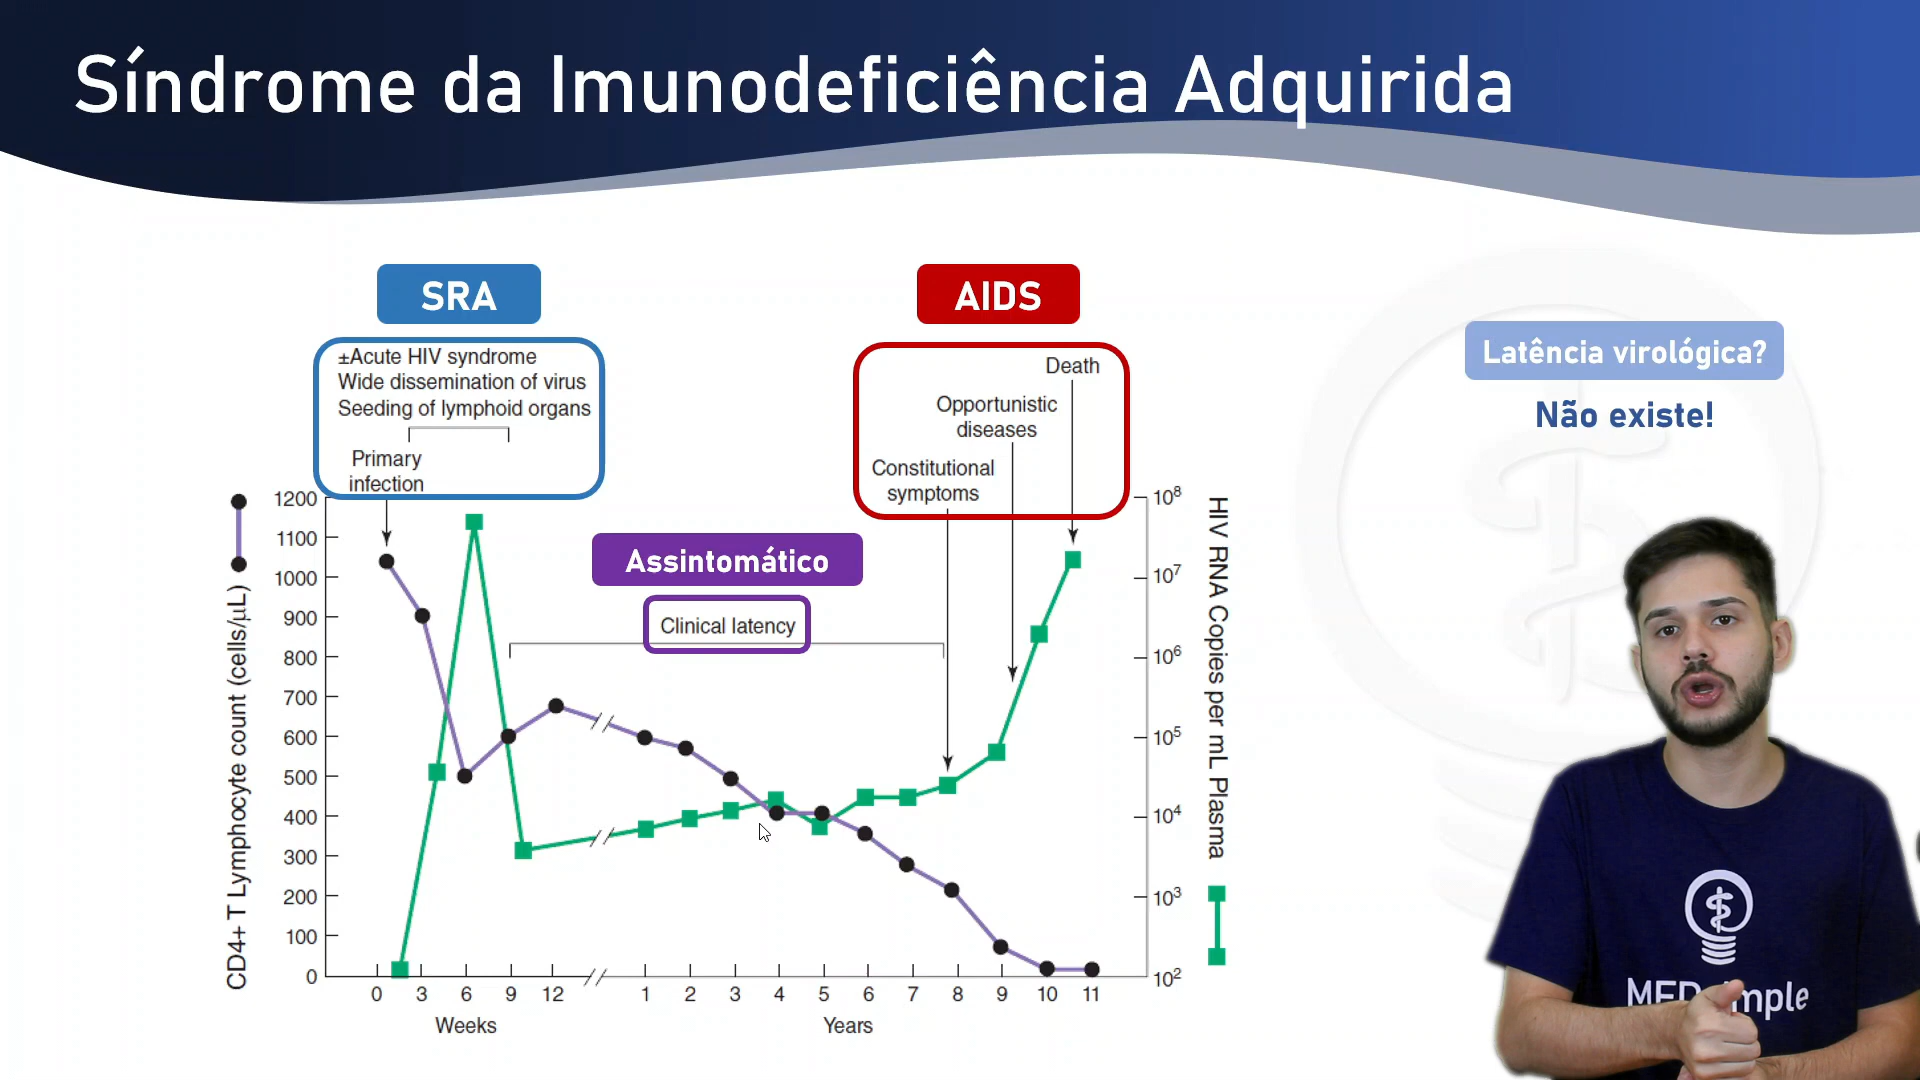 Síndrome da Imunodeficiência Adquirida
SRA
AIDS
Latência virológica?
Não existe!
±Acute HIV syndrome
Wide dissemination of virus
Seeding of lymphoid organs
Primary
infection
Death
Opportunistic
diseases
Constitutional
symptoms
Assintomático
Clinical latency
CD4+ T Lymphocyte count (cells/μL)
1200
1100
1000
900
800
700
600
500
400
300
200
100
0
10⁸
10⁷
10⁶
10⁵
10⁴
10³
10²
HIV RNA Copies per mL Plasma
0 3 6 9 12 1 2 3 4 5 6 7 8 9 10 11
Weeks Years